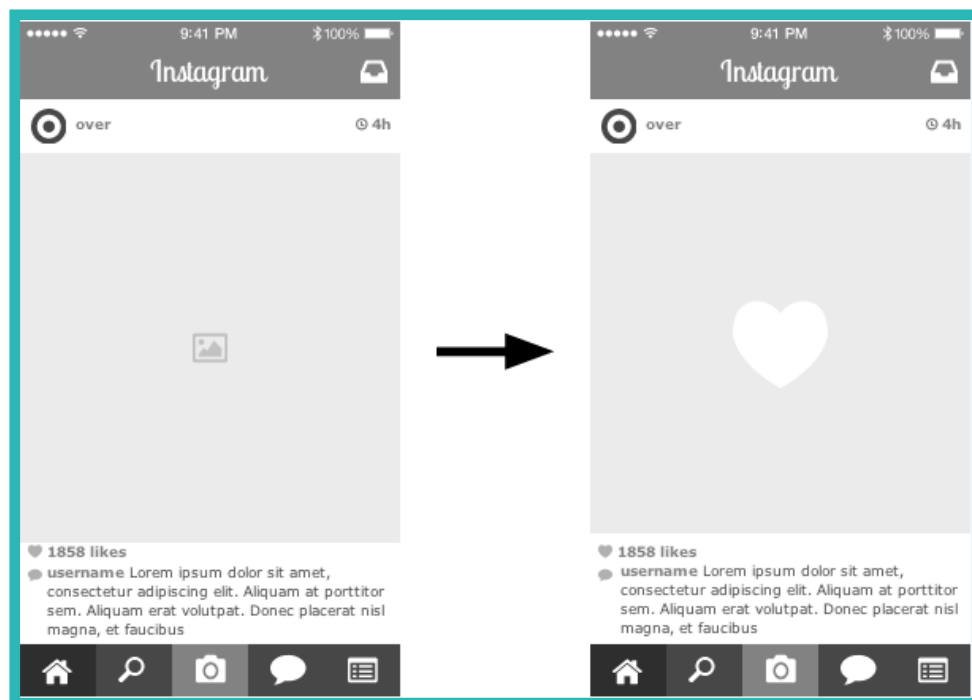 9:41 PM 100%
Instagram
over 4h
1858 likes
username Lorem ipsum dolor sit amet,
consectetur adipiscing elit. Aliquam at porttitor
sem. Aliquam erat volutpat. Donec placerat nisl
magna, et faucibus
9:41 PM 100%
Instagram
over 4h
1858 likes
username Lorem ipsum dolor sit amet,
consectetur adipiscing elit. Aliquam at porttitor
sem. Aliquam erat volutpat. Donec placerat nisl
magna, et faucibus